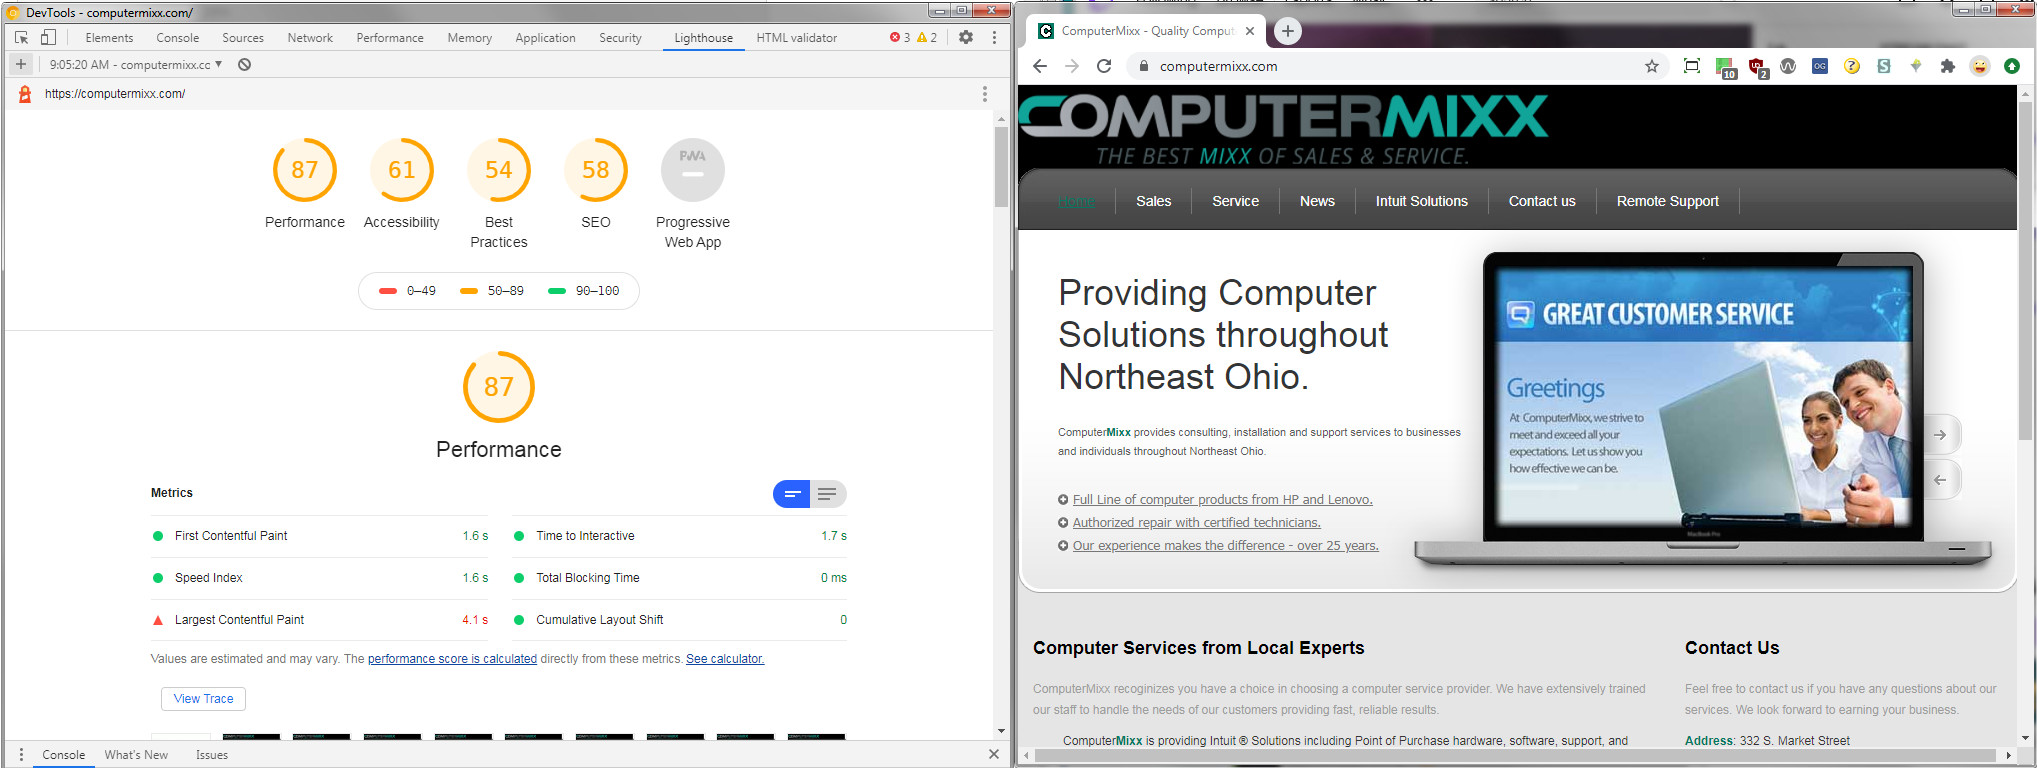 DevTools - computermixx.com/
Elements Console Sources Network Performance Memory Application Security Lighthouse HTML validator 3 2
9:05:20 AM - computermixx.cc
https://computermixx.com/
87
61
54
58
PWA
Performance
Accessibility
Best
Practices
SEO
Progressive
Web App
0–49 50–89 90–100
87
Performance
Metrics
First Contentful Paint 1.6 s
Time to Interactive 1.7 s
Speed Index 1.6 s
Total Blocking Time 0 ms
Largest Contentful Paint 4.1 s
Cumulative Layout Shift 0
Values are estimated and may vary. The performance score is calculated directly from these metrics. See calculator.
View Trace
Console What's New Issues
ComputerMixx - Quality Comput
computermixx.com
10
2
OG
COMPUTERMIXX
THE BEST MIXX OF SALES & SERVICE.
Home Sales Service News Intuit Solutions Contact us Remote Support
Providing Computer
Solutions throughout
Northeast Ohio.
ComputerMixx provides consulting, installation and support services to businesses
and individuals throughout Northeast Ohio.
Full Line of computer products from HP and Lenovo.
Authorized repair with certified technicians.
Our experience makes the difference - over 25 years.
GREAT CUSTOMER SERVICE
Greetings
At ComputerMixx, we strive to
meet and exceed all your
expectations. Let us show you
how effective we can be.
MacBook Pro
Computer Services from Local Experts
ComputerMixx recoginizes you have a choice in choosing a computer service provider. We have extensively trained
our staff to handle the needs of our customers providing fast, reliable results.
ComputerMixx is providing Intuit ® Solutions including Point of Purchase hardware, software, support, and
Contact Us
Feel free to contact us if you have any questions about our
services. We look forward to earning your business.
Address: 332 S. Market Street